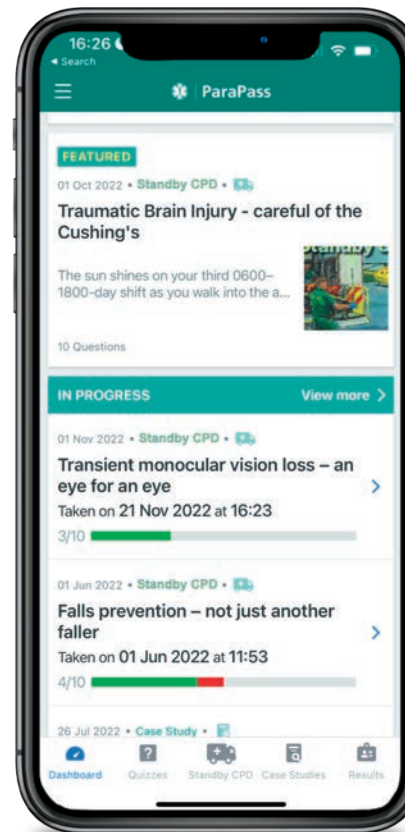 16:26
◄ Search
ParaPass
FEATURED
01 Oct 2022 • Standby CPD •
Traumatic Brain Injury - careful of the
Cushing's
The sun shines on your third 0600–
1800-day shift as you walk into the a...
10 Questions
IN PROGRESS View more >
01 Nov 2022 • Standby CPD •
Transient monocular vision loss – an
eye for an eye
Taken on 21 Nov 2022 at 16:23
3/10
01 Jun 2022 • Standby CPD •
Falls prevention – not just another
faller
Taken on 01 Jun 2022 at 11:53
4/10
26 Jul 2022 • Case Study •
Dashboard Quizzes Standby CPD Case Studies Results